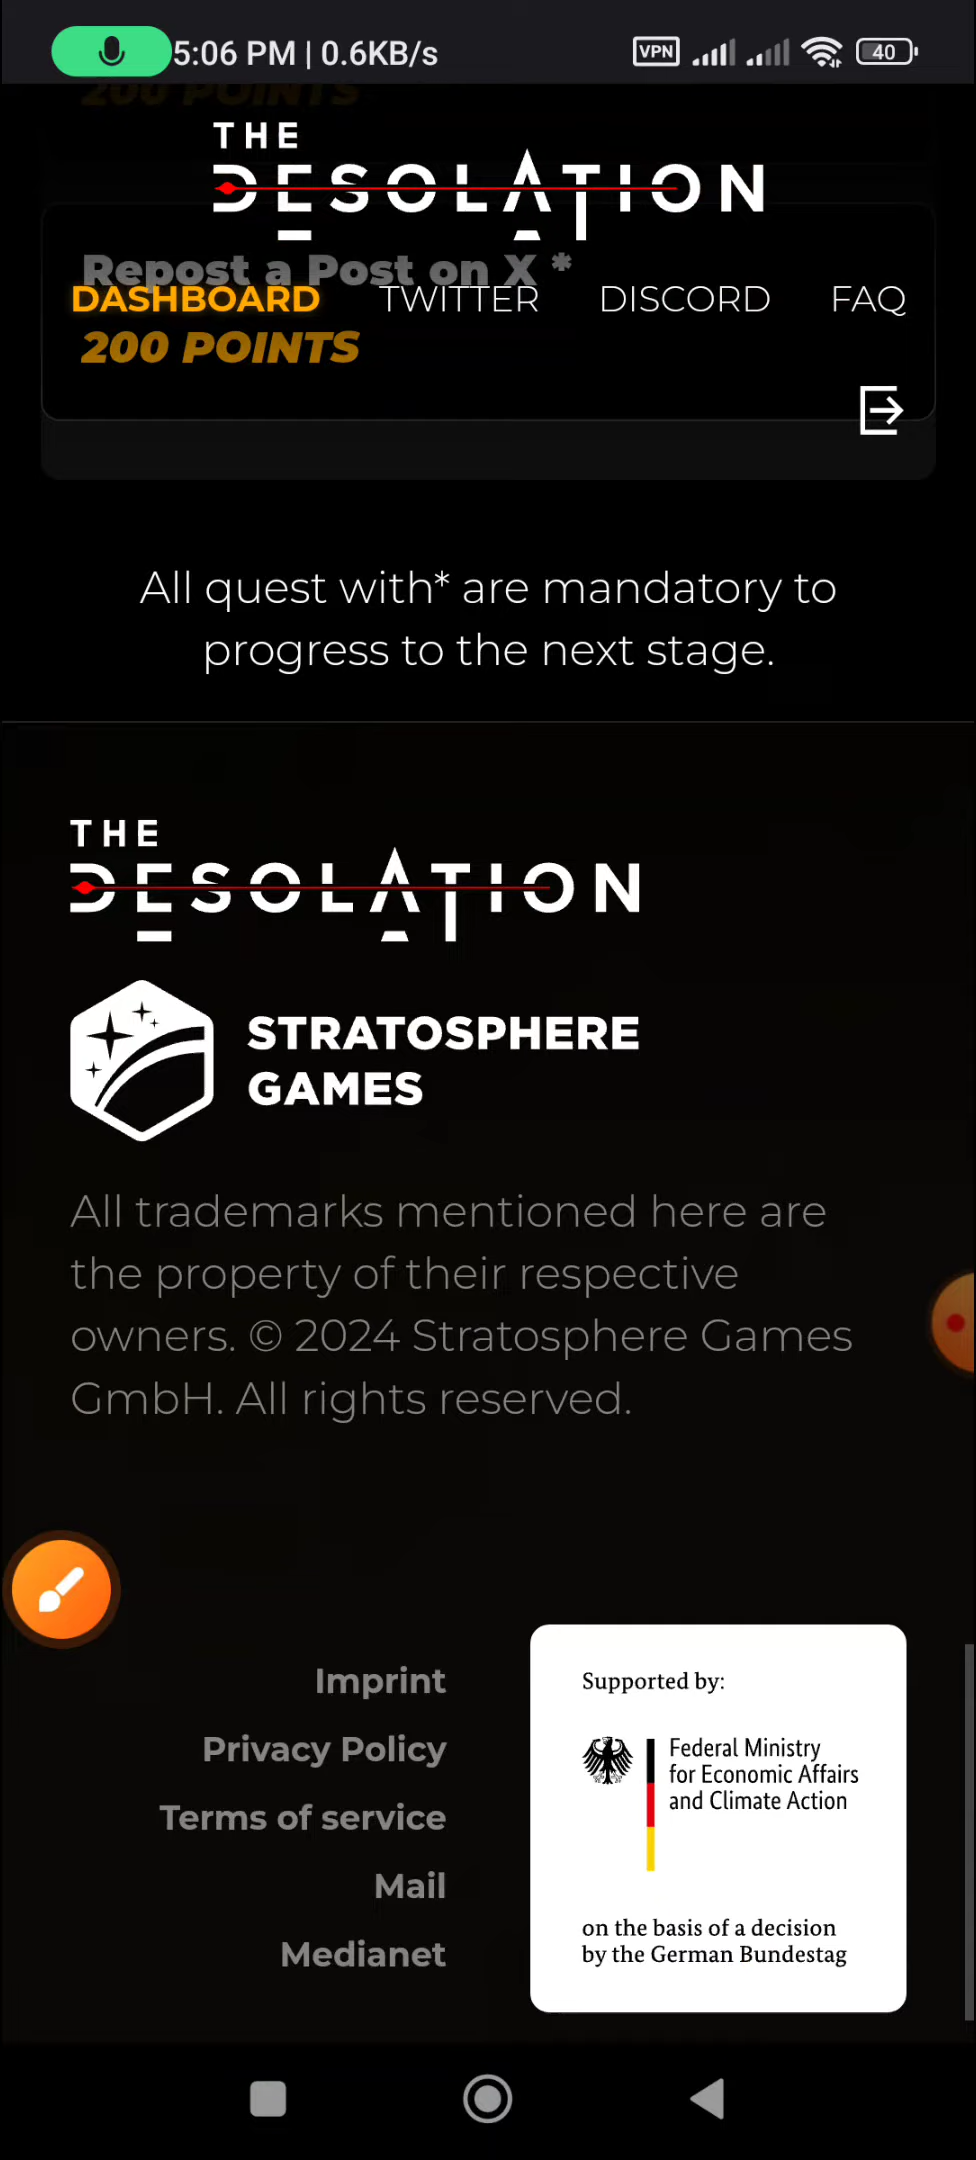 5:06 PM | 0.6KB/s
VPN
40
200 POINTS
THE
DESOLATION
Repost a Post on X *
DASHBOARD
TWITTER
DISCORD
FAQ
200 POINTS
All quest with* are mandatory to
progress to the next stage.
THE
DESOLATION
STRATOSPHERE
GAMES
All trademarks mentioned here are
the property of their respective
owners. © 2024 Stratosphere Games
GmbH. All rights reserved.
Imprint
Privacy Policy
Terms of service
Mail
Medianet
Supported by:
Federal Ministry
for Economic Affairs
and Climate Action
on the basis of a decision
by the German Bundestag